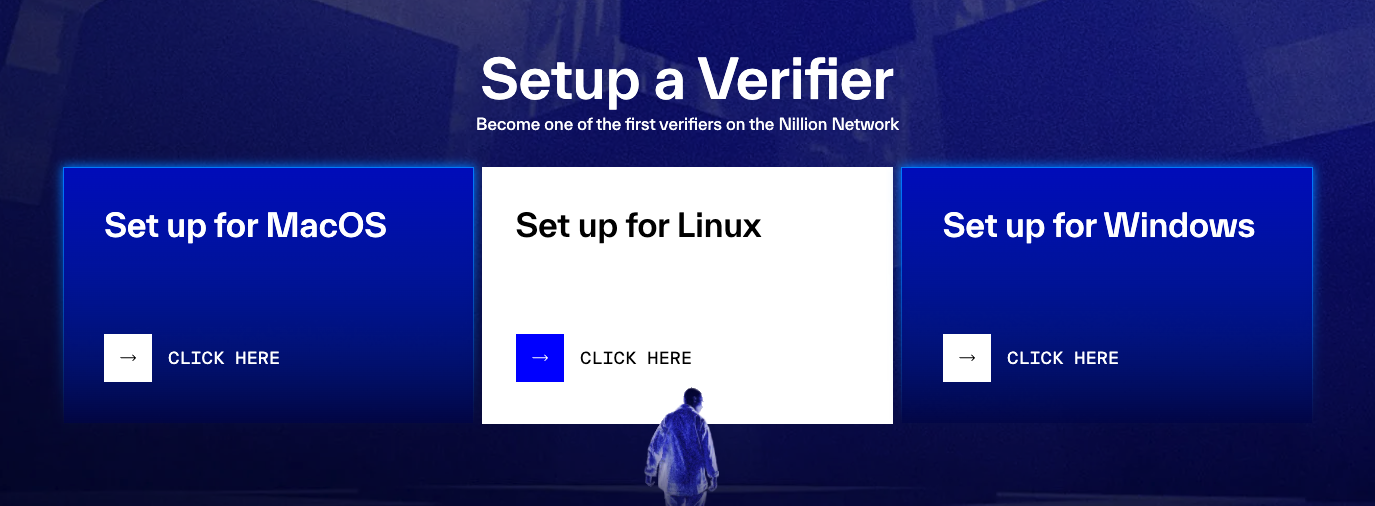 Setup a Verifier
Become one of the first verifiers on the Nillion Network
Set up for MacOS
→ CLICK HERE
Set up for Linux
→ CLICK HERE
Set up for Windows
→ CLICK HERE